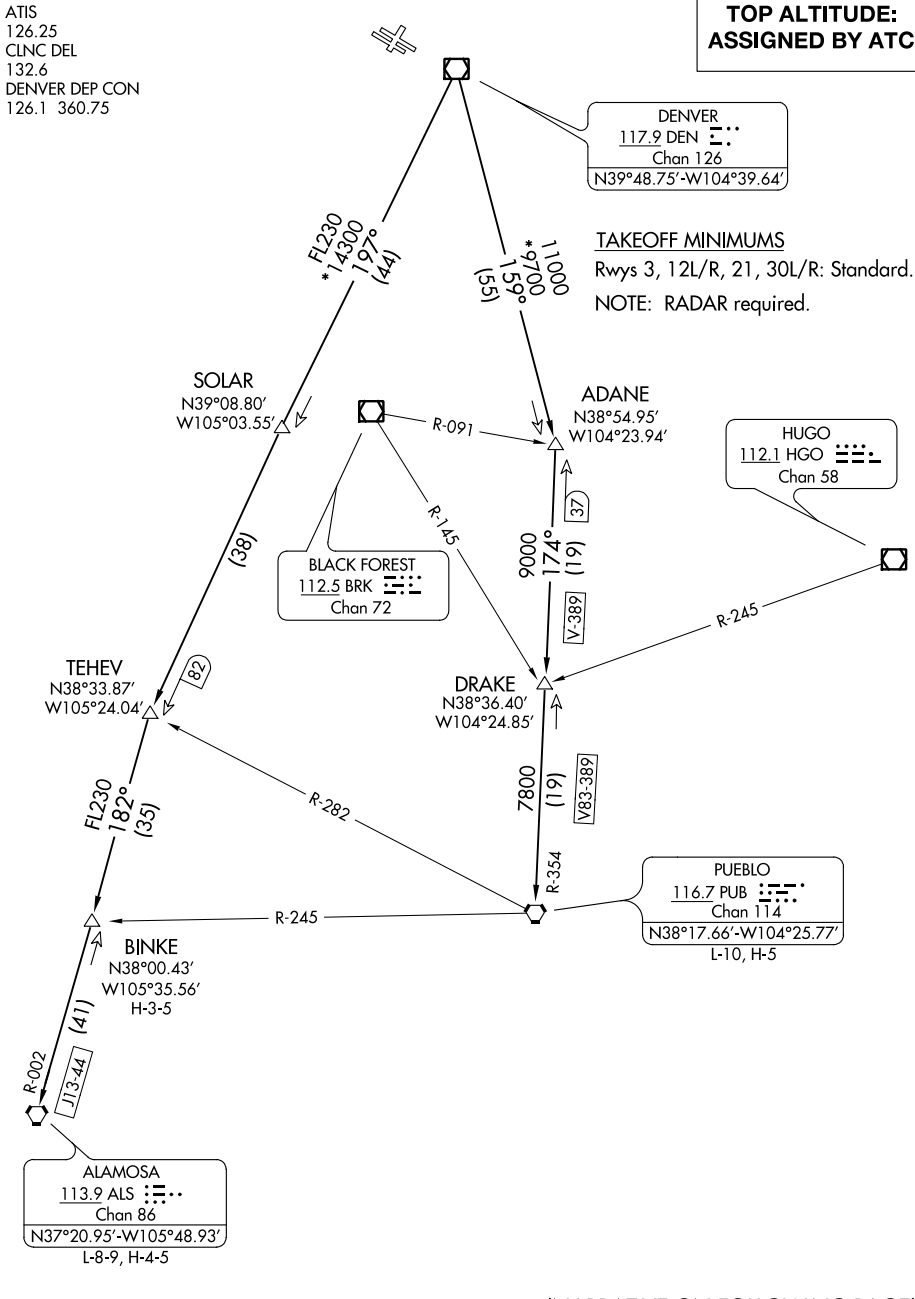 ATIS
126.25
CLNC DEL
132.6
DENVER DEP CON
126.1 360.75
TOP ALTITUDE:
ASSIGNED BY ATC
DENVER
117.9 DEN
Chan 126
N39°48.75'-W104°39.64'
TAKEOFF MINIMUMS
Rwys 3, 12L/R, 21, 30L/R: Standard.
NOTE: RADAR required.
FL230
*14300
197°
(44)
11000
*9700
159°
(55)
SOLAR
N39°08.80'
W105°03.55'
ADANE
N38°54.95'
W104°23.94'
R-091
HUGO
112.1 HGO
Chan 58
R-145
37
9000
174°
(19)
V-389
(38)
BLACK FOREST
112.5 BRK
Chan 72
R-245
TEHEV
N38°33.87'
W105°24.04'
82
DRAKE
N38°36.40'
W104°24.85'
7800
(19)
V83-389
R-282
FL230
182°
(35)
R-354
PUEBLO
116.7 PUB
Chan 114
N38°17.66'-W104°25.77'
L-10, H-5
R-245
BINKE
N38°00.43'
W105°35.56'
H-3-5
(41)
R-002
J13-44
ALAMOSA
113.9 ALS
Chan 86
N37°20.95'-W105°48.93'
L-8-9, H-4-5